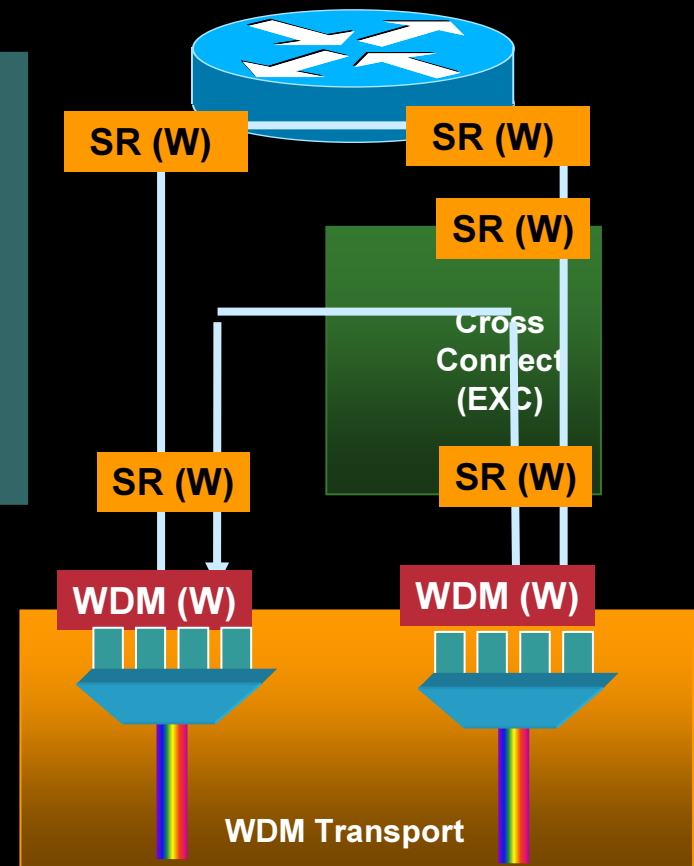 SR (W)
SR (W)
SR (W)
Cross
Connect
(EXC)
SR (W)
SR (W)
WDM (W)
WDM (W)
WDM Transport